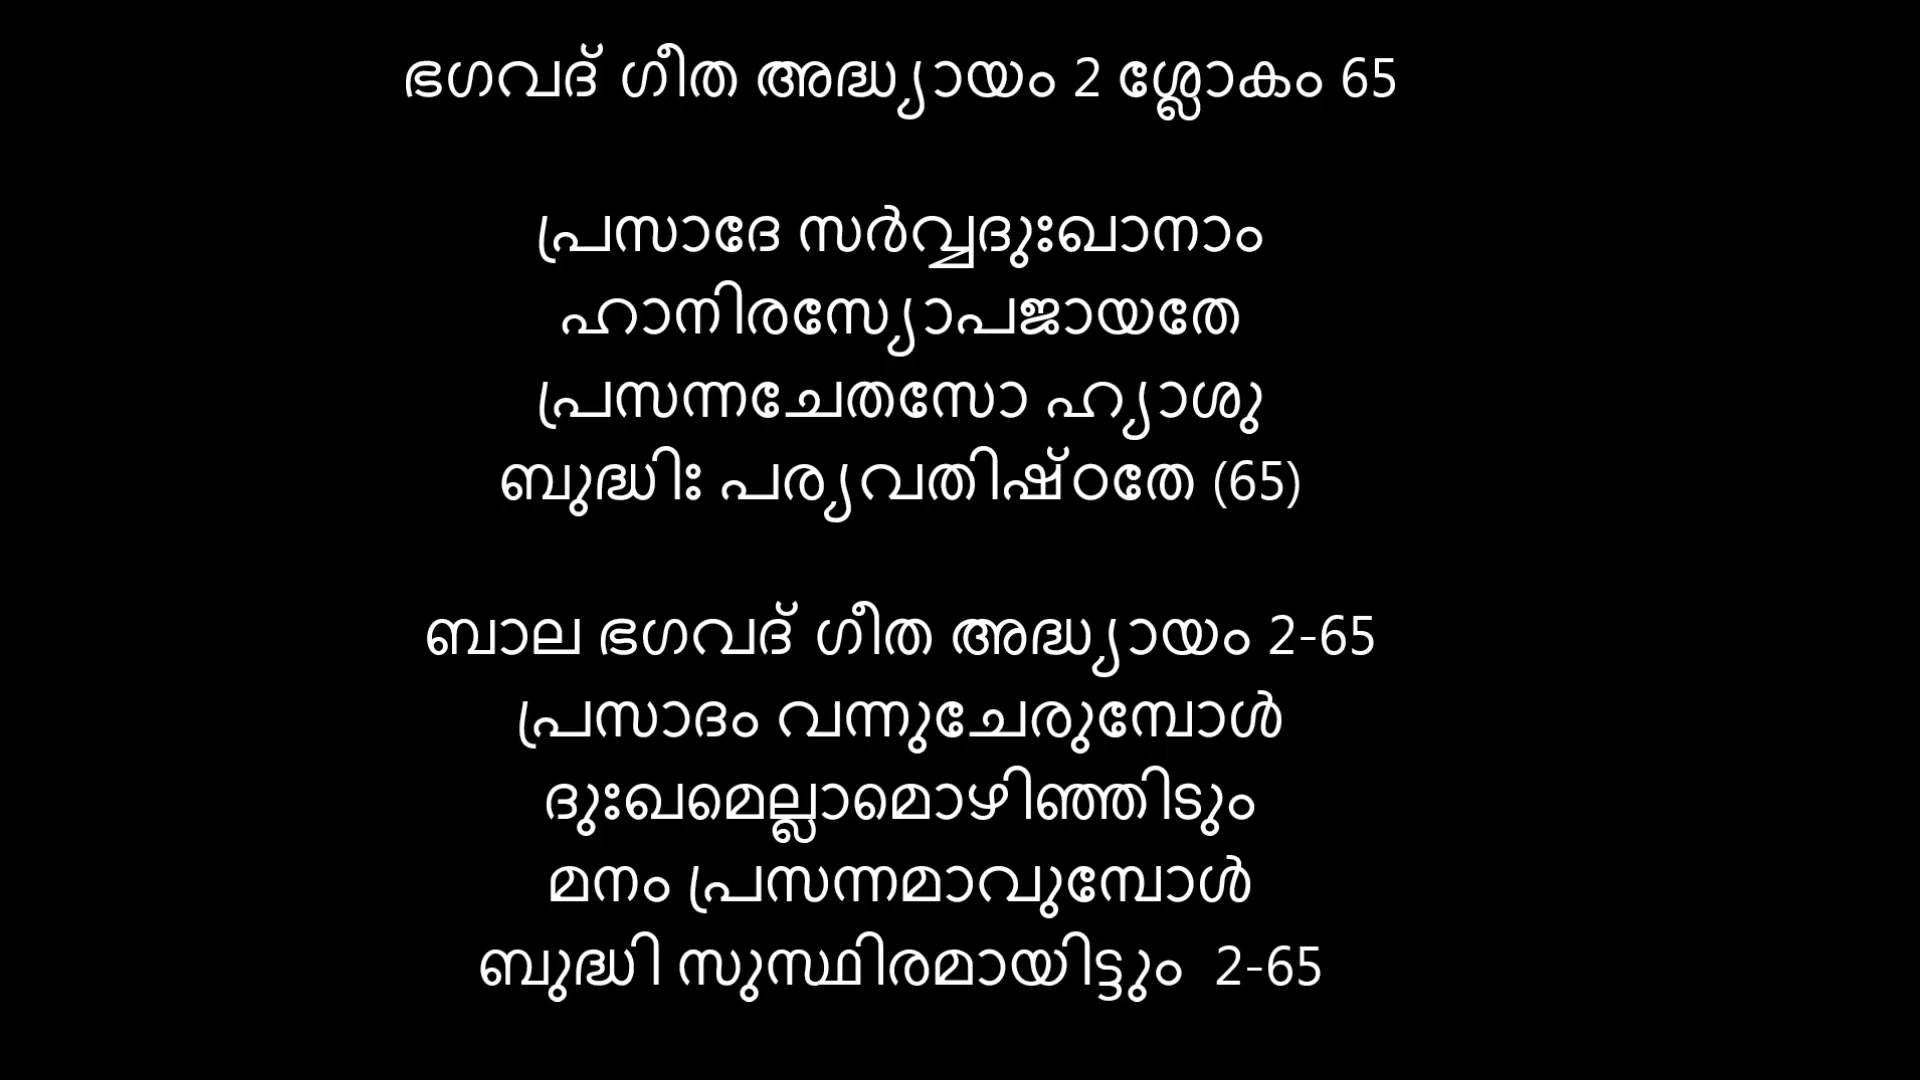 ഭഗവദ് ഗീത അദ്ധ്യായം 2 ശ്ലോകം 65
പ്രസാദേ സർവ്വദുഃഖാനാം
ഹാനിരസ്യോപജായതേ
പ്രസന്നചേതസോ ഹ്യാശു
ബുദ്ധിഃ പര്യവതിഷ്ഠതേ (65)
ബാല ഭഗവദ് ഗീത അദ്ധ്യായം 2-65
പ്രസാദം വന്നുചേരുമ്പോൾ
ദുഃഖമെല്ലാമൊഴിഞ്ഞിടും
മനം പ്രസന്നമാവുമ്പോൾ
ബുദ്ധി സുസ്ഥിരമായിട്ടും 2-65